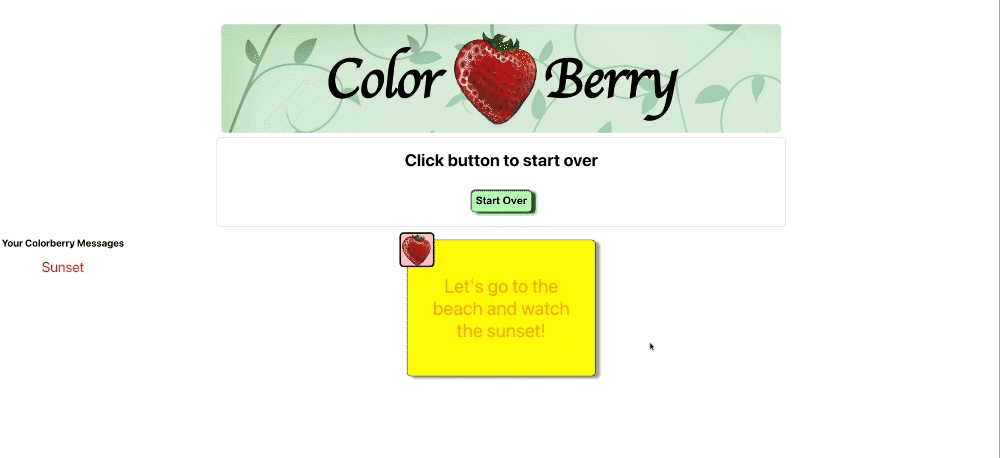 Color Berry
Click button to start over
Start Over
Your Colorberry Messages
Sunset
Let's go to the
beach and watch
the sunset!